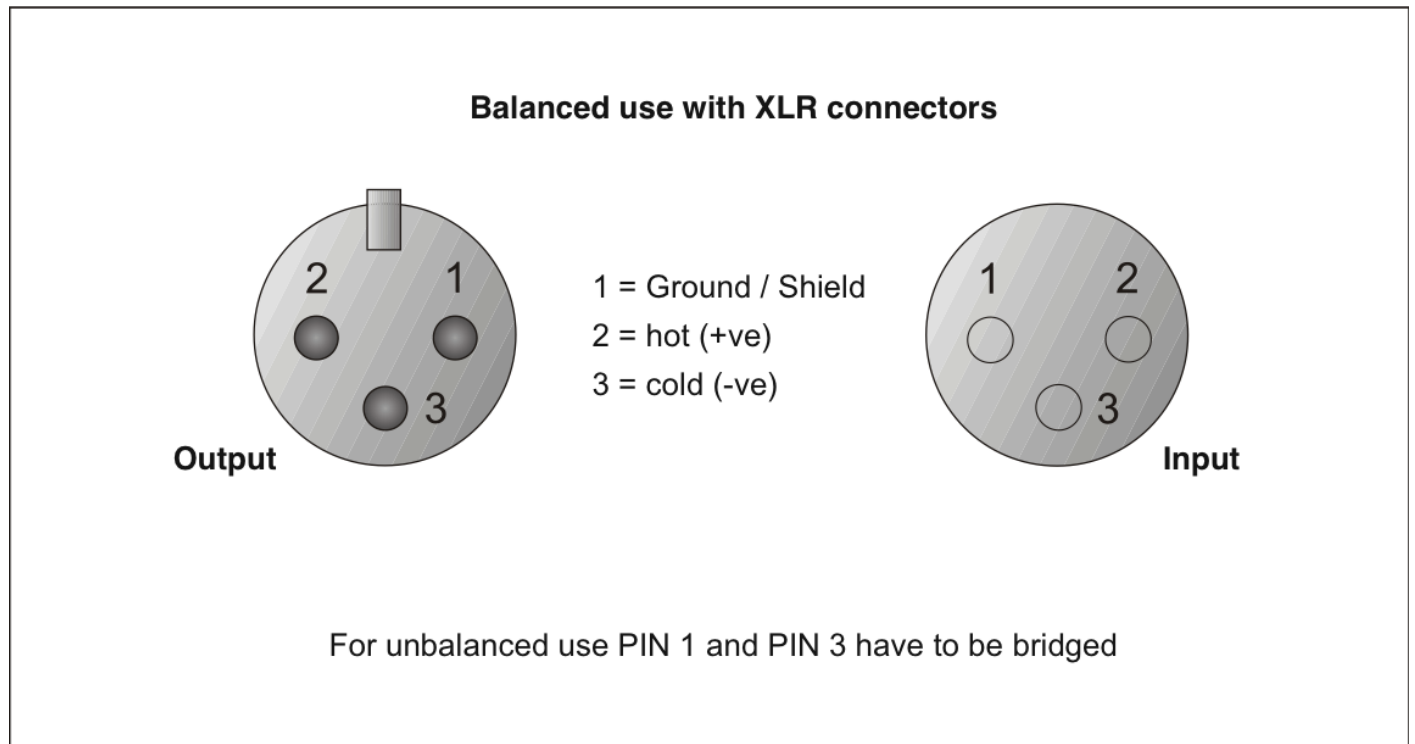 Balanced use with XLR connectors
2 1
3
Output
1 = Ground / Shield
2 = hot (+ve)
3 = cold (-ve)
1 2
3
Input
For unbalanced use PIN 1 and PIN 3 have to be bridged